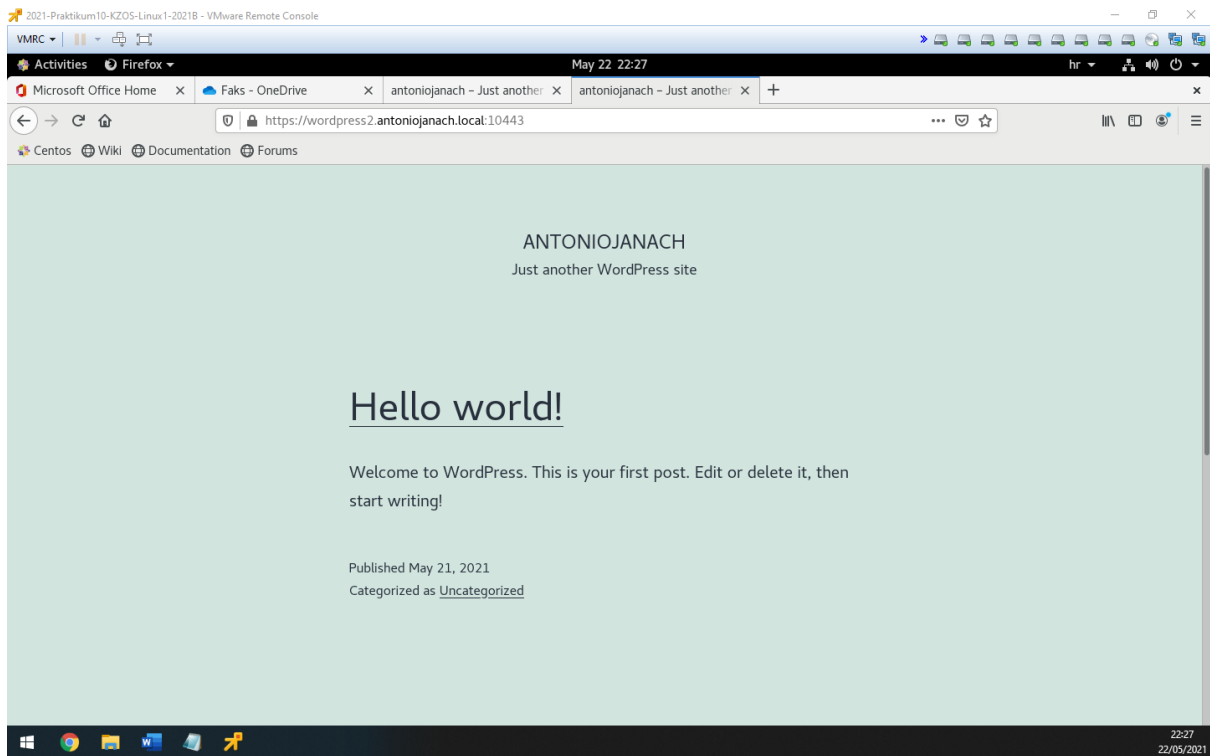 2021-Praktikum10-KZOS-Linux1-2021B - VMware Remote Console
VMRC
Activities Firefox May 22 22:27 hr
Microsoft Office Home Faks - OneDrive antoniojanach – Just another antoniojanach – Just another
https://wordpress2.antoniojanach.local:10443
Centos Wiki Documentation Forums
ANTONIOJANACH
Just another WordPress site
Hello world!
Welcome to WordPress. This is your first post. Edit or delete it, then
start writing!
Published May 21, 2021
Categorized as Uncategorized
22:27
22/05/2021